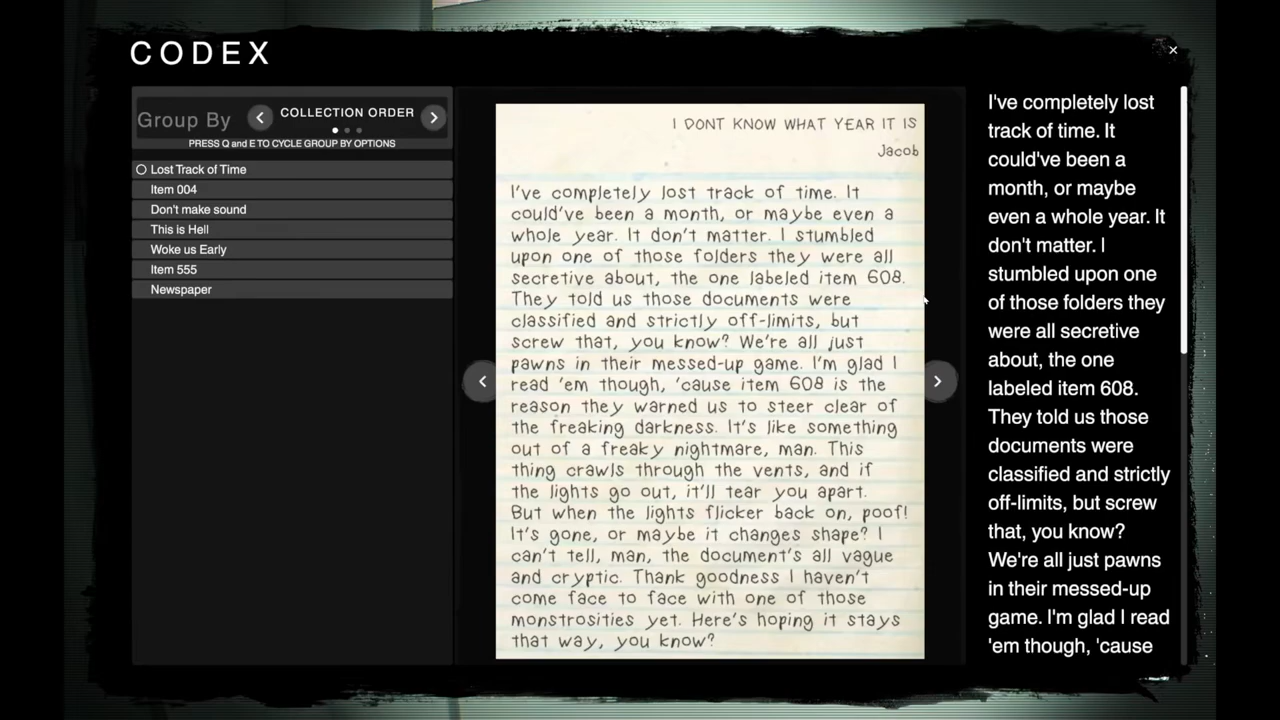 CODEX
Group By
COLLECTION ORDER
PRESS Q and E TO CYCLE GROUP BY OPTIONS
Lost Track of Time
Item 004
Don't make sound
This is Hell
Woke us Early
Item 555
Newspaper
I DONT KNOW WHAT YEAR IT IS
Jacob
I've completely lost track of time. It
could've been a month, or maybe even a
whole year. It don't matter. I stumbled
upon one of those folders they were all
secretive about, the one labeled item 608.
They told us those documents were
classified and strictly off-limits, but
screw that, you know? We're all just
pawns in their messed-up game. I'm glad I
read 'em though, 'cause item 608 is the
reason they warned us to steer clear of
the freaking darkness. It's like something
out of a freaky nightmare, man. This
thing crawls through the vents, and if
the lights go out, it'll tear you apart.
But when the lights flicker back on, poof!
It's gone, or maybe it changes shape? I
can't tell, man, the document's all vague
and cryptic. Thank goodness I haven't
come face to face with one of those
monstrosities yet. Here's hoping it stays
that way, you know?
I've completely lost
track of time. It
could've been a
month, or maybe
even a whole year. It
don't matter. I
stumbled upon one
of those folders they
were all secretive
about, the one
labeled item 608.
They told us those
documents were
classified and strictly
off-limits, but screw
that, you know?
We're all just pawns
in their messed-up
game. I'm glad I read
'em though, 'cause